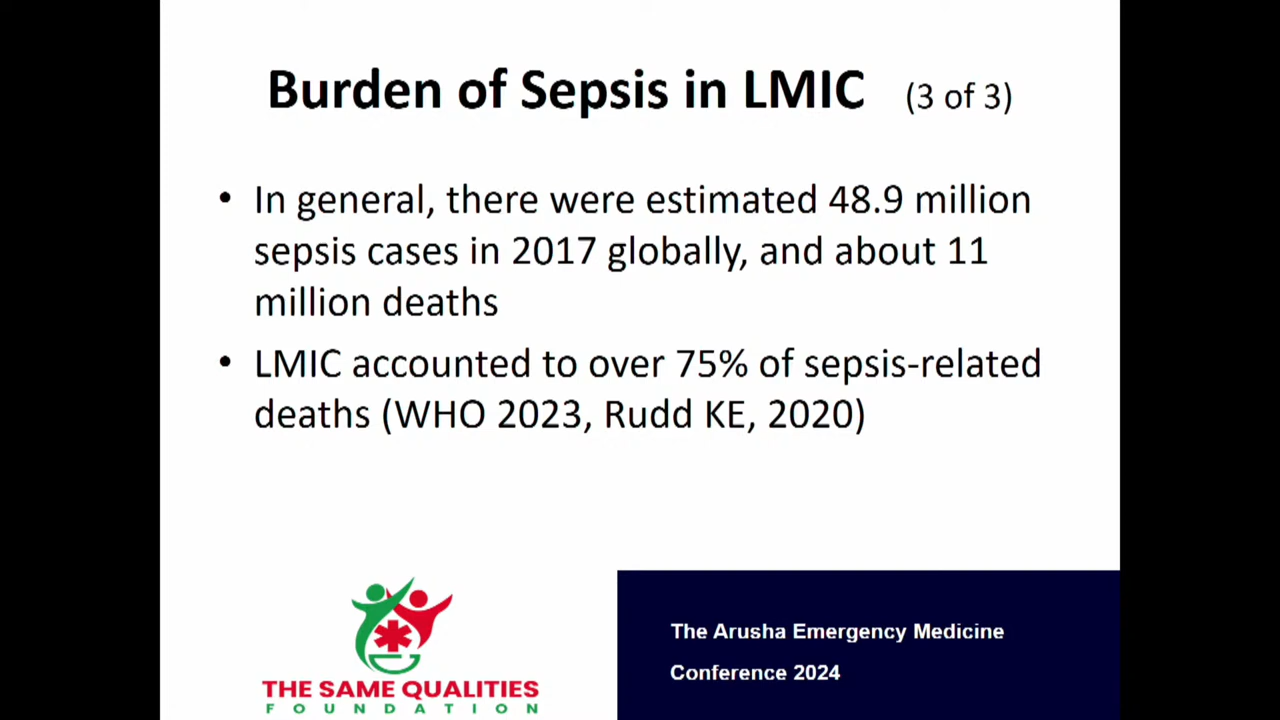 Burden of Sepsis in LMIC (3 of 3)
• In general, there were estimated 48.9 million
sepsis cases in 2017 globally, and about 11
million deaths
• LMIC accounted to over 75% of sepsis-related
deaths (WHO 2023, Rudd KE, 2020)
THE SAME QUALITIES
FOUNDATION
The Arusha Emergency Medicine
Conference 2024